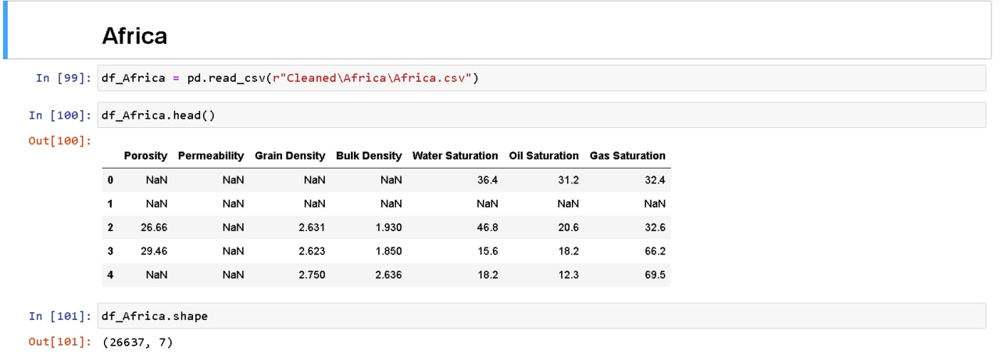 Africa
In [99]: df_Africa = pd.read_csv(r"Cleaned\Africa\Africa.csv")
In [100]: df_Africa.head()
Out[100]:
Porosity Permeability Grain Density Bulk Density Water Saturation Oil Saturation Gas Saturation
0 NaN NaN NaN NaN 36.4 31.2 32.4
1 NaN NaN NaN NaN NaN NaN NaN
2 26.66 NaN 2.631 1.930 46.8 20.6 32.6
3 29.46 NaN 2.623 1.850 15.6 18.2 66.2
4 NaN NaN 2.750 2.636 18.2 12.3 69.5
In [101]: df_Africa.shape
Out[101]: (26637, 7)